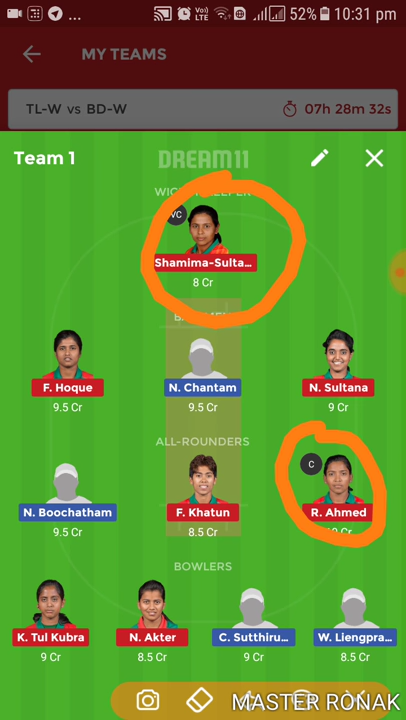 ... Vo)) LTE 52% 10:31 pm
MY TEAMS
TL-W vs BD-W 07h 28m 32s
Team 1 DREAM11
VC
Shamima-Sulta...
8 Cr
F. Hoque N. Chantam N. Sultana
9.5 Cr 9.5 Cr 9 Cr
ALL-ROUNDERS
C
N. Boochatham F. Khatun R. Ahmed
9.5 Cr 8.5 Cr Cr
BOWLERS
K. Tul Kubra N. Akter C. Sutthiru... W. Liengpra...
9 Cr 8.5 Cr 9 Cr 8.5 Cr
MASTER RONAK